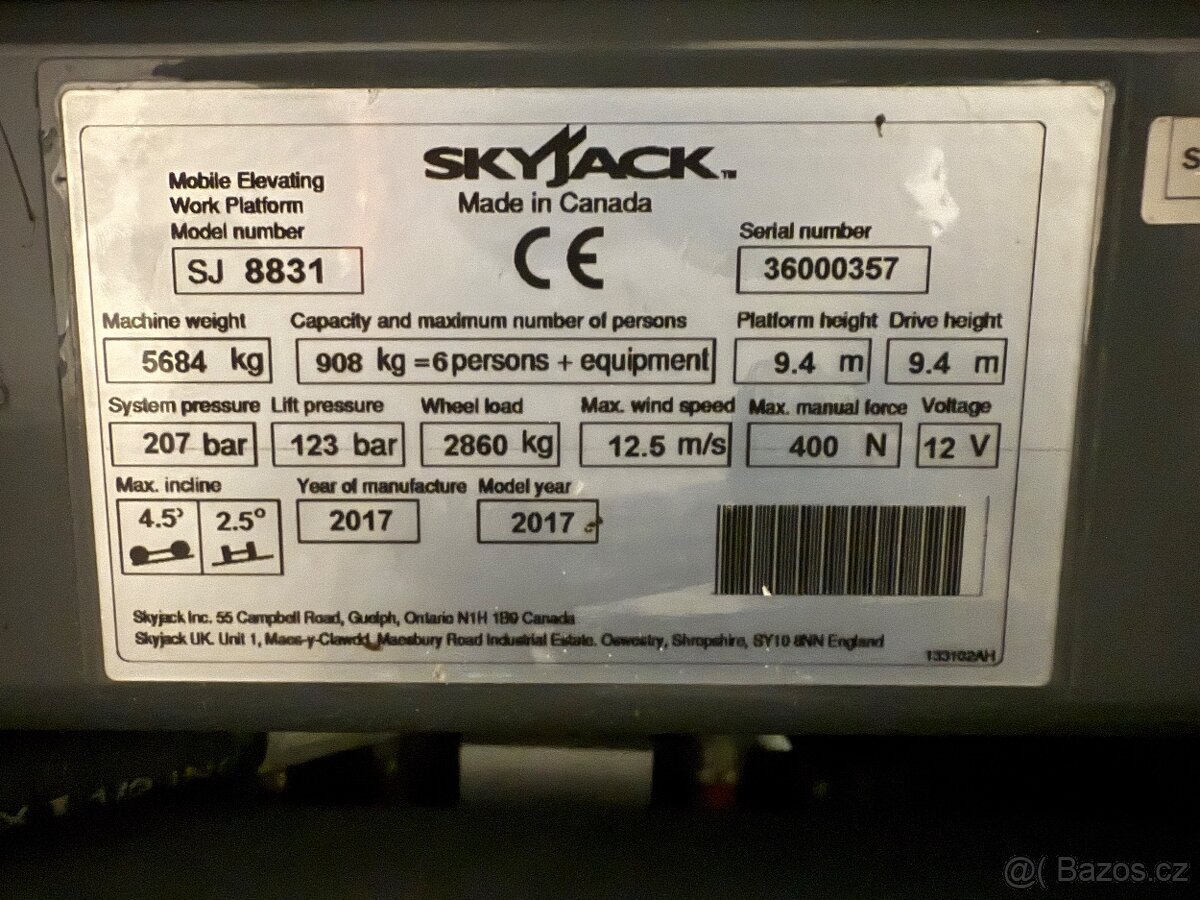 SKYJACK™
Made in Canada
CE
Mobile Elevating
Work Platform
Model number
SJ 8831
Serial number
36000357
Machine weight Capacity and maximum number of persons Platform height Drive height
5684 kg 908 kg =6 persons + equipment 9.4 m 9.4 m
System pressure Lift pressure Wheel load Max. wind speed Max. manual force Voltage
207 bar 123 bar 2860 kg 12.5 m/s 400 N 12 V
Max. incline Year of manufacture Model year
4.5° 2.5° 2017 2017
Skyjack Inc. 55 Campbell Road, Guelph, Ontario N1H 1B9 Canada
Skyjack UK. Unit 1, Maes-y-Clawdd, Maesbury Road Industrial Estate. Oswestry, Shropshire, SY10 8NN England
133102AH
S
@( Bazos.cz